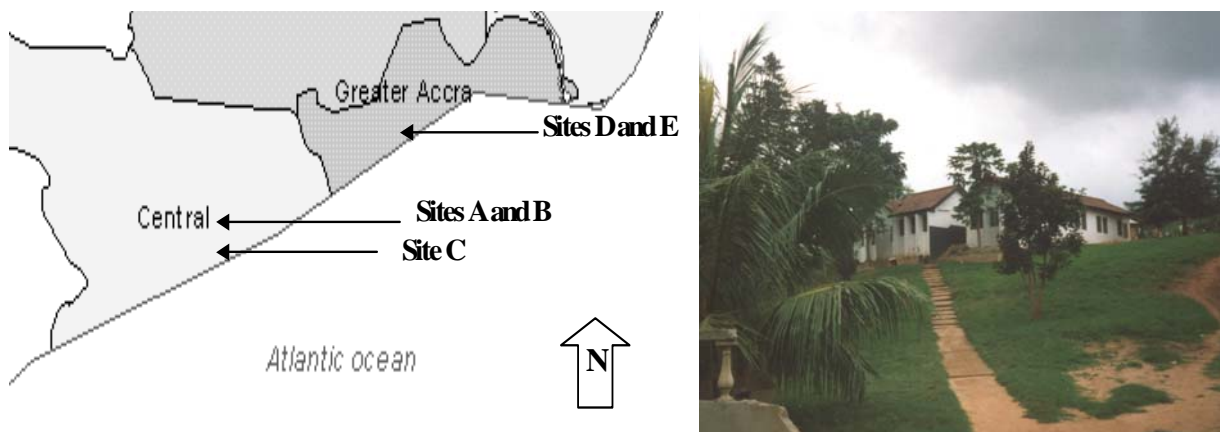 Greater Accra
Sites D and E
Central
Sites A and B
Site C
Atlantic ocean
N